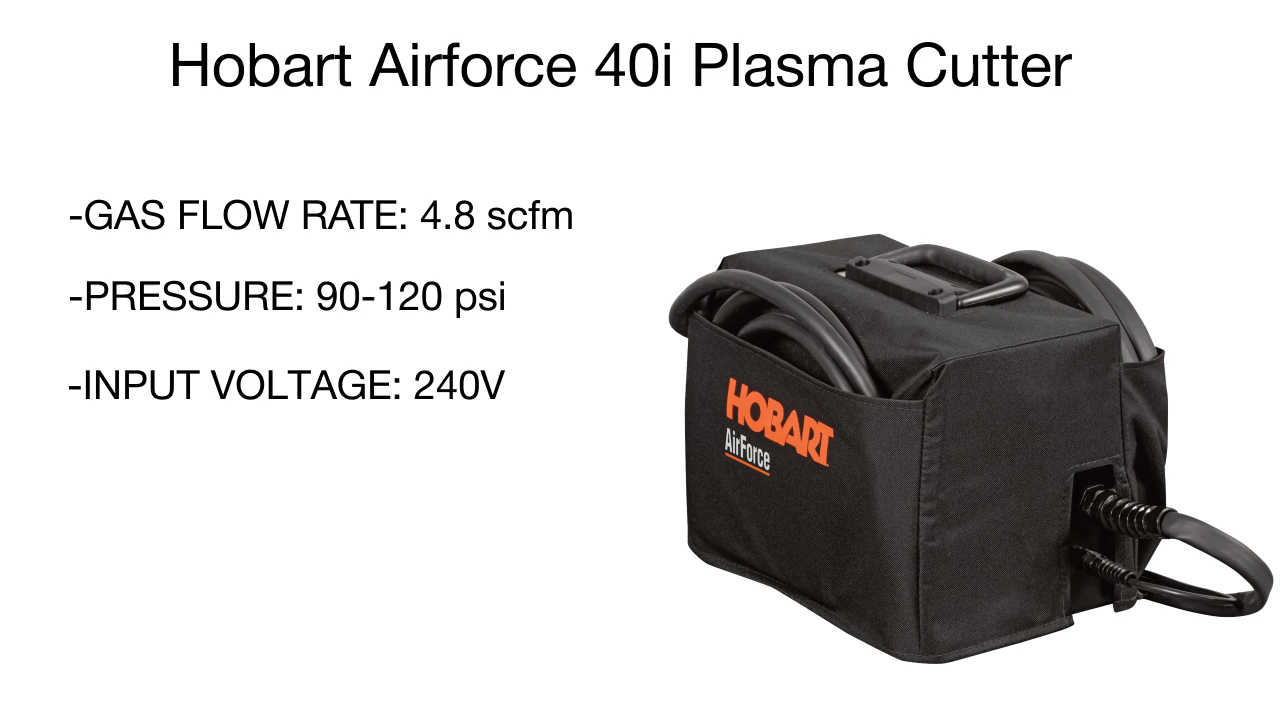 Hobart Airforce 40i Plasma Cutter
-GAS FLOW RATE: 4.8 scfm
-PRESSURE: 90-120 psi
-INPUT VOLTAGE: 240V
HOBART
AirForce